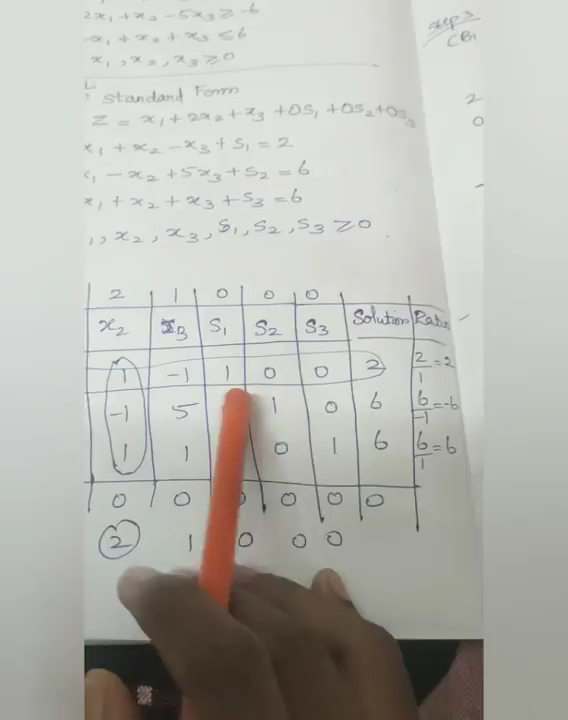 2x₁ + x₂ - 5x₃ ≥ -6
-x₁ + x₂ + x₃ ≤ 6
x₁, x₂, x₃ ≥ 0
Standard Form
Z = x₁ + 2x₂ + x₃ + 0S₁ + 0S₂ + 0S₃
x₁ + x₂ - x₃ + S₁ = 2
x₁ - x₂ + 5x₃ + S₂ = 6
x₁ + x₂ + x₃ + S₃ = 6
, x₂, x₃, S₁, S₂, S₃ ≥ 0
2 1 0 0 0
x₂ S₁ S₂ S₃ Solution Ratio
1 -1 1 0 0 2 2/1 = 2
-1 5 1 0 6 6/-1 = -6
1 1 0 1 6 6/1 = 6
0 0 0 0 0 0
2 1 0 0 0
Step 3
CB1
2
0